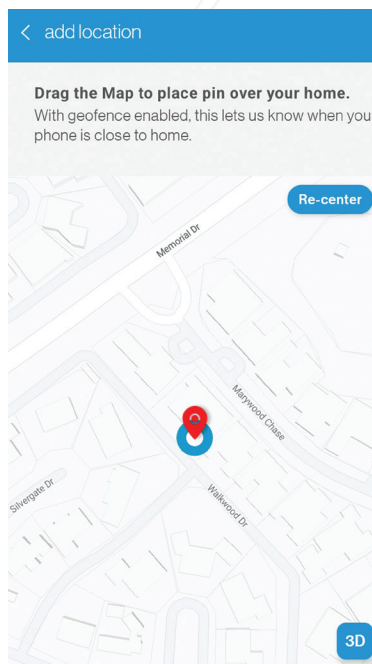 add location
Drag the Map to place pin over your home.
With geofence enabled, this lets us know when you
phone is close to home.
Re-center
Memorial Dr
Marywood Chase
Silvergate Dr
Walkwood Dr
3D